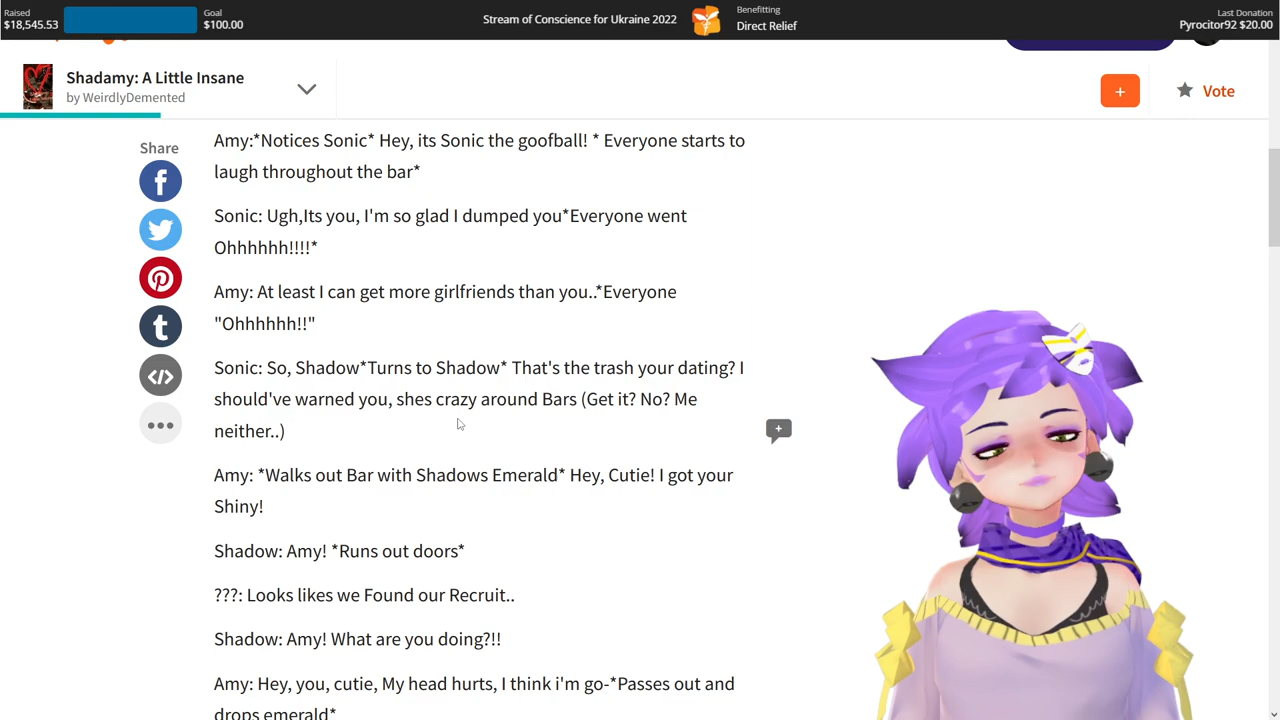 Raised
$18,545.53
Goal
$100.00
Stream of Conscience for Ukraine 2022
Benefitting
Direct Relief
Last Donation
Pyrocitor92 $20.00
Shadamy: A Little Insane
by WeirdlyDemented
+
Vote
Share
Amy:*Notices Sonic* Hey, its Sonic the goofball! * Everyone starts to
laugh throughout the bar*
Sonic: Ugh,Its you, I'm so glad I dumped you*Everyone went
Ohhhhhh!!!!*
Amy: At least I can get more girlfriends than you..*Everyone
"Ohhhhhh!!"
Sonic: So, Shadow*Turns to Shadow* That's the trash your dating? I
should've warned you, shes crazy around Bars (Get it? No? Me
neither..)
Amy: *Walks out Bar with Shadows Emerald* Hey, Cutie! I got your
Shiny!
Shadow: Amy! *Runs out doors*
???: Looks likes we Found our Recruit..
Shadow: Amy! What are you doing?!!
Amy: Hey, you, cutie, My head hurts, I think i'm go-*Passes out and
drops emerald*